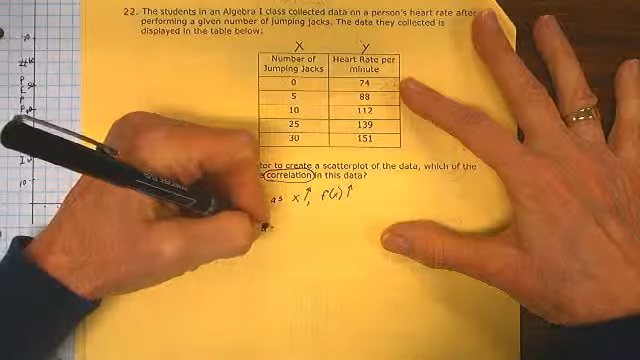 22. The students in an Algebra I class collected data on a person's heart rate after
performing a given number of jumping jacks. The data they collected is
displayed in the table below:
X Y
Number of Jumping Jacks Heart Rate per minute
0 74
5 88
10 112
25 139
30 151
tor to create a scatterplot of the data, which of the
correlation in this data?
as x↑, f(x)↑